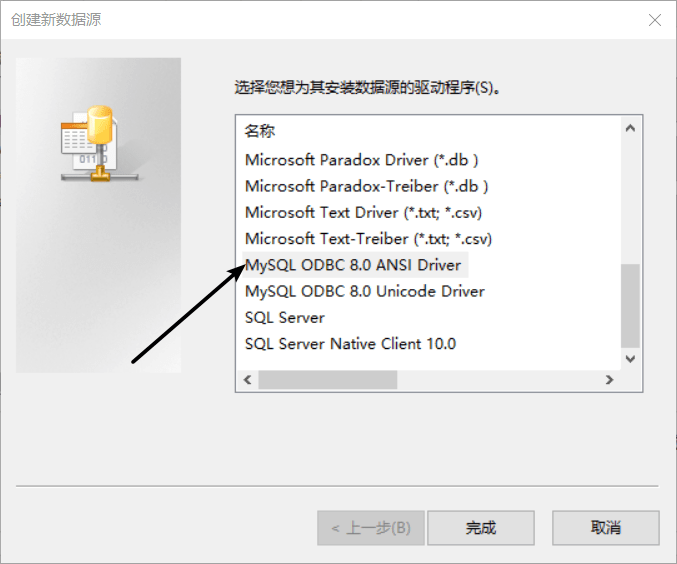 创建新数据源
选择您想为其安装数据源的驱动程序(S)。
名称
Microsoft Paradox Driver (*.db )
Microsoft Paradox-Treiber (*.db )
Microsoft Text Driver (*.txt; *.csv)
Microsoft Text-Treiber (*.txt; *.csv)
MySQL ODBC 8.0 ANSI Driver
MySQL ODBC 8.0 Unicode Driver
SQL Server
SQL Server Native Client 10.0
< 上一步(B)
完成
取消